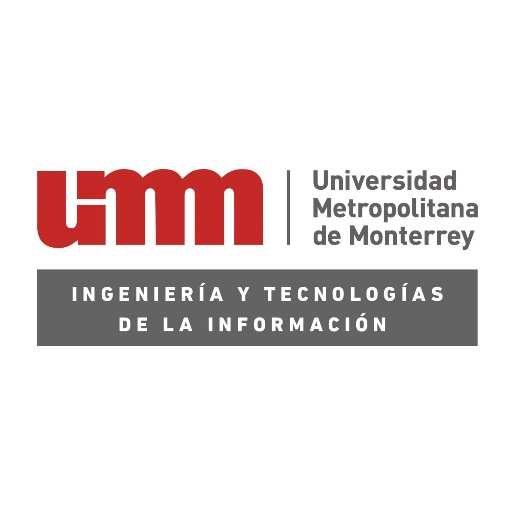 umm
Universidad
Metropolitana
de Monterrey
INGENIERÍA Y TECNOLOGÍAS
DE LA INFORMACIÓN